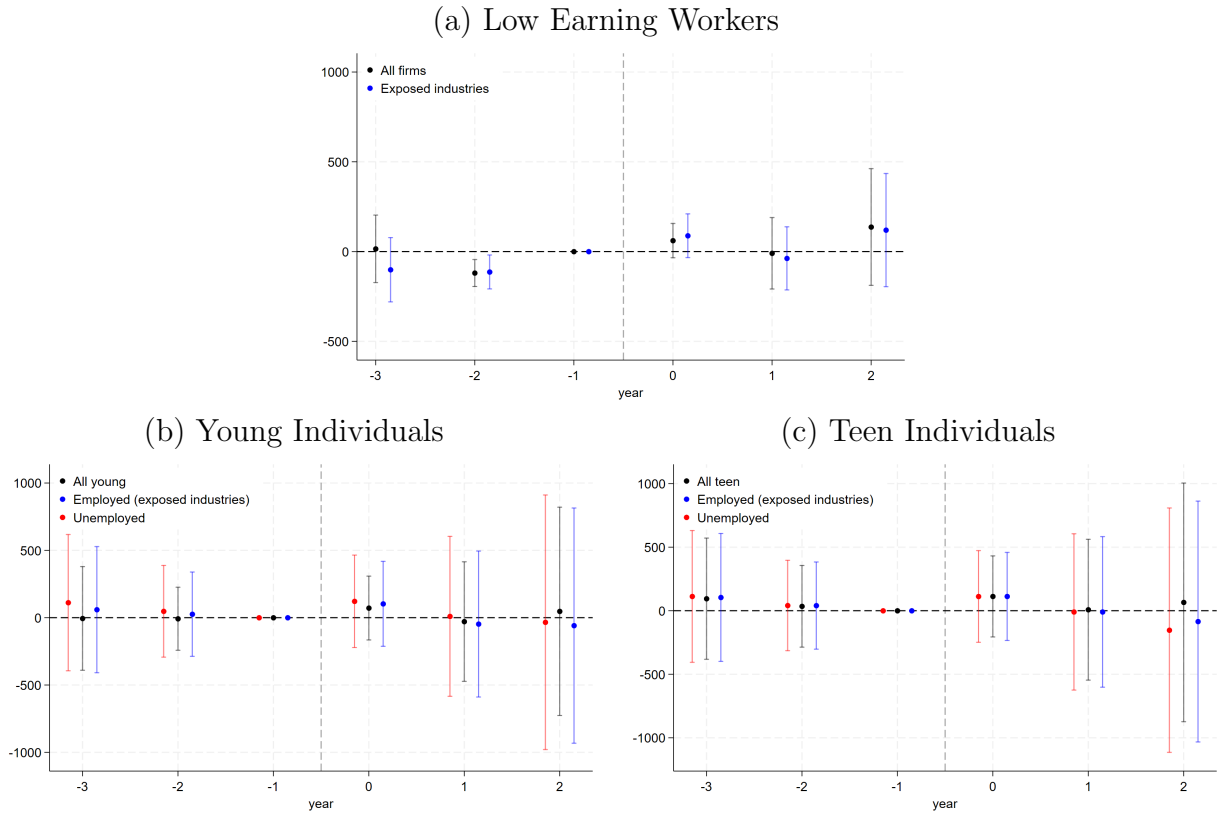 (a) Low Earning Workers
All firms
Exposed industries
1000
500
0
-500
-3 -2 -1 0 1 2
year
(b) Young Individuals
All young
Employed (exposed industries)
Unemployed
1000
500
0
-500
-1000
-3 -2 -1 0 1 2
year
(c) Teen Individuals
All teen
Employed (exposed industries)
Unemployed
1000
500
0
-500
-1000
-3 -2 -1 0 1 2
year